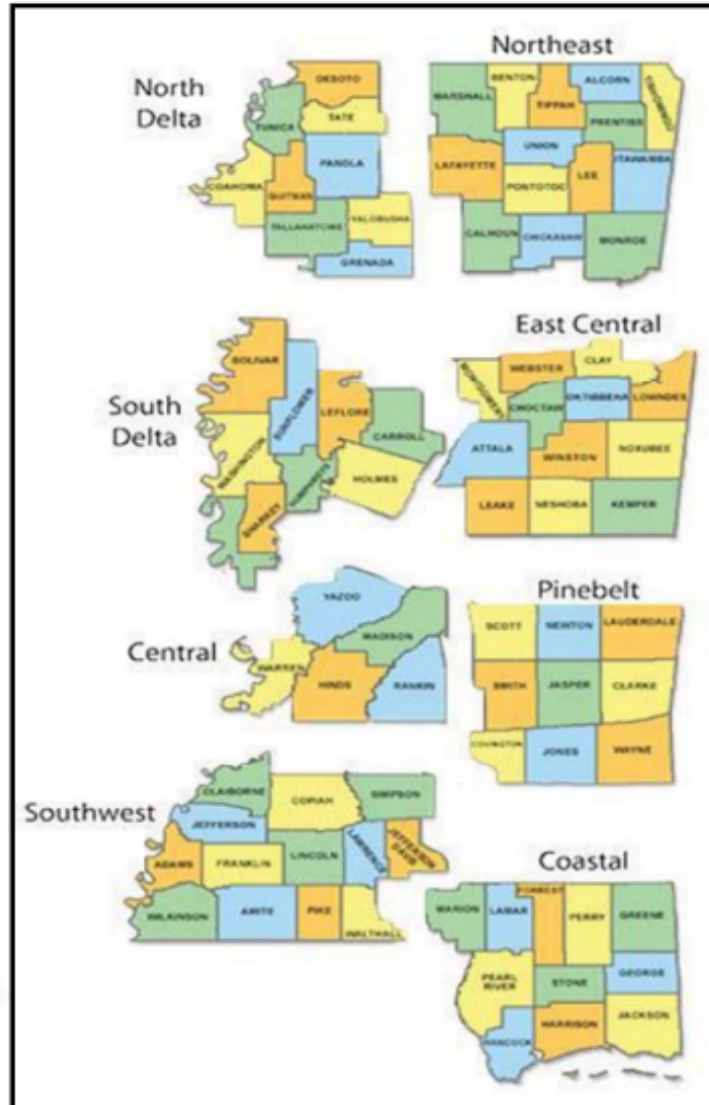 North
Delta
DESOTO
TUNICA
TATE
PANOLA
COAHOMA
QUITMAN
TALLAHATCHIE
YALOBUSHA
GRENADA
Northeast
BENTON
ALCORN
TISHOMINGO
MARSHALL
TIPPAH
PRENTISS
UNION
LAFAYETTE
LEE
ITAWAMBA
PONTOTOC
CALHOUN
CHICKASAW
MONROE
South
Delta
BOLIVAR
SUNFLOWER
LEFLORE
CARROLL
WASHINGTON
HUMPHREYS
HOLMES
SHARKEY
East Central
MONTGOMERY
WEBSTER
CLAY
CHOCTAW
OKTIBBEHA
LOWNDES
ATTALA
WINSTON
NOXUBEE
LEAKE
NESHOBA
KEMPER
Central
YAZOO
MADISON
WARREN
HINDS
RANKIN
Pinebelt
SCOTT
NEWTON
LAUDERDALE
SMITH
JASPER
CLARKE
COVINGTON
JONES
WAYNE
Southwest
CLAIBORNE
COPIAH
SIMPSON
JEFFERSON
LINCOLN
LAWRENCE
JEFFERSON
DAVIS
ADAMS
FRANKLIN
WILKINSON
AMITE
PIKE
WALTHALL
Coastal
MARION
LAMAR
FORREST
PERRY
GREENE
PEARL
RIVER
STONE
GEORGE
HANCOCK
HARRISON
JACKSON